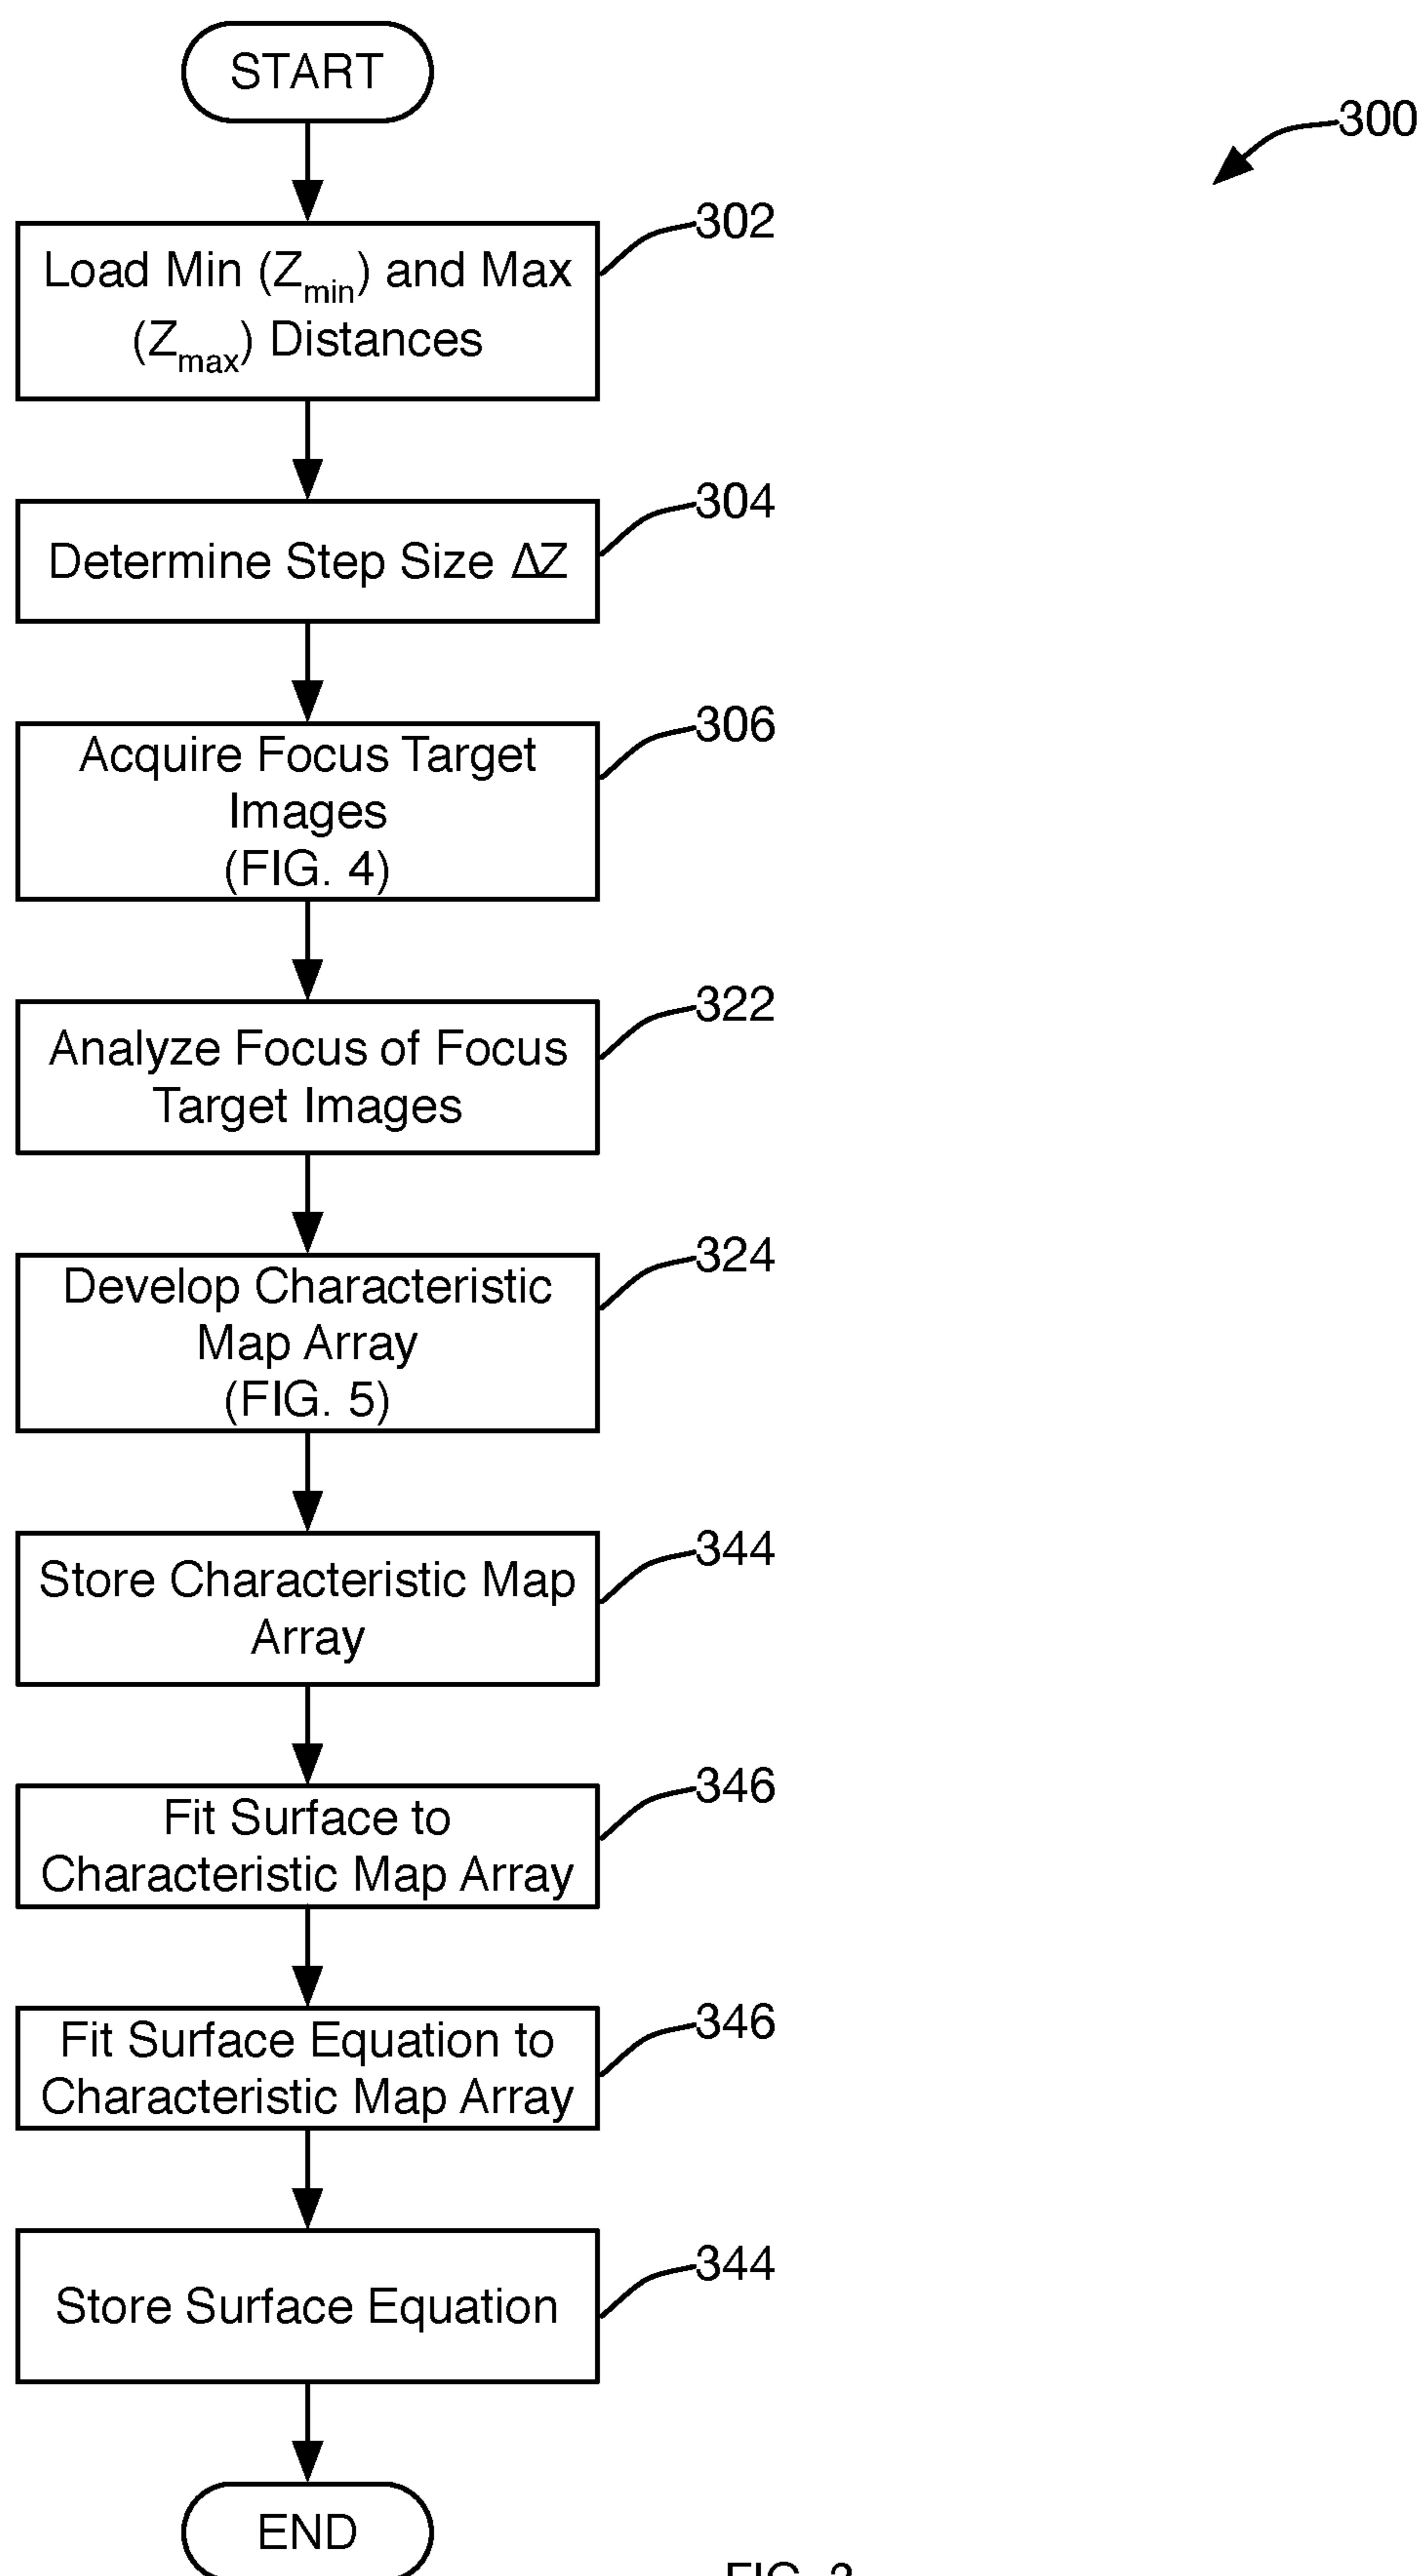 START
300
302
Load Min (Zmin) and Max
(Zmax) Distances
304
Determine Step Size ΔZ
306
Acquire Focus Target
Images
(FIG. 4)
322
Analyze Focus of Focus
Target Images
324
Develop Characteristic
Map Array
(FIG. 5)
344
Store Characteristic Map
Array
346
Fit Surface to
Characteristic Map Array
346
Fit Surface Equation to
Characteristic Map Array
344
Store Surface Equation
END